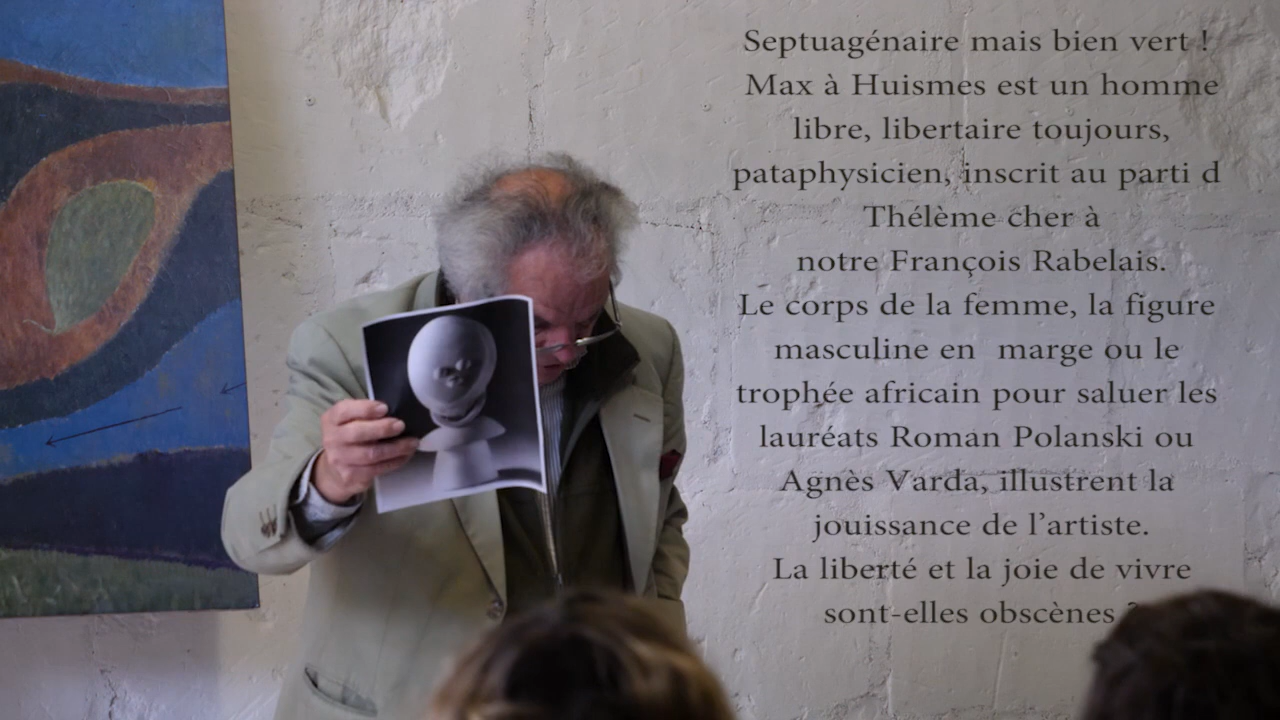 Septuagénaire mais bien vert !
Max à Huismes est un homme
libre, libertaire toujours,
pataphysicien, inscrit au parti d
Thélème cher à
notre François Rabelais.
Le corps de la femme, la figure
masculine en  marge ou le
trophée africain pour saluer les
lauréats Roman Polanski ou
Agnès Varda, illustrent la
jouissance de l’artiste.
La liberté et la joie de vivre
sont-elles obscènes ?